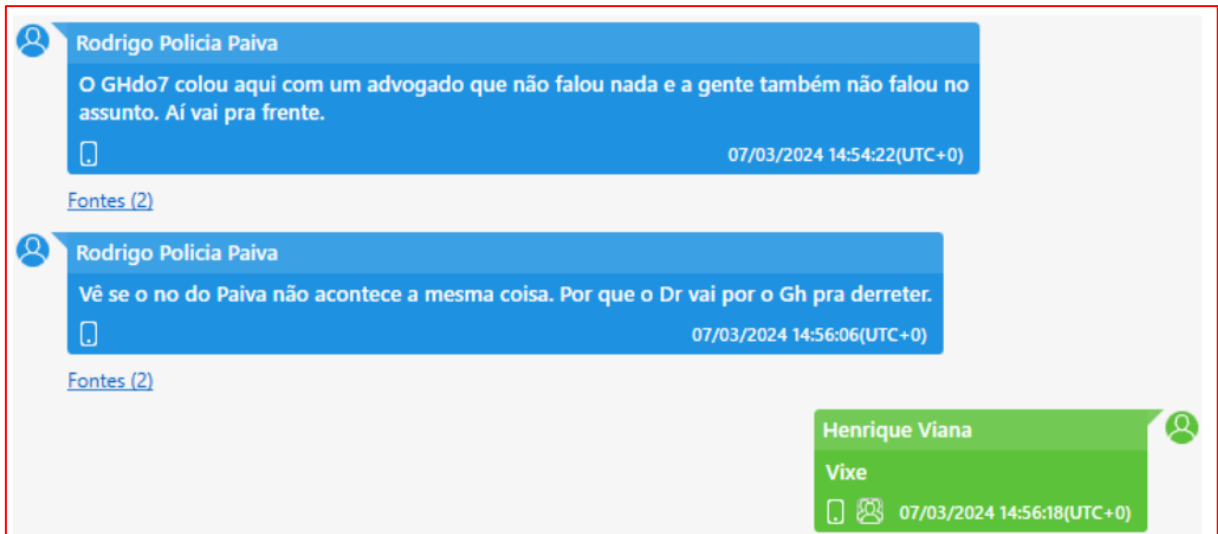 Rodrigo Policia Paiva
O GHdo7 colou aqui com um advogado que não falou nada e a gente também não falou no
assunto. Aí vai pra frente.
07/03/2024 14:54:22(UTC+0)
Fontes (2)
Rodrigo Policia Paiva
Vê se o no do Paiva não acontece a mesma coisa. Por que o Dr vai por o Gh pra derreter.
07/03/2024 14:56:06(UTC+0)
Fontes (2)
Henrique Viana
Vixe
07/03/2024 14:56:18(UTC+0)